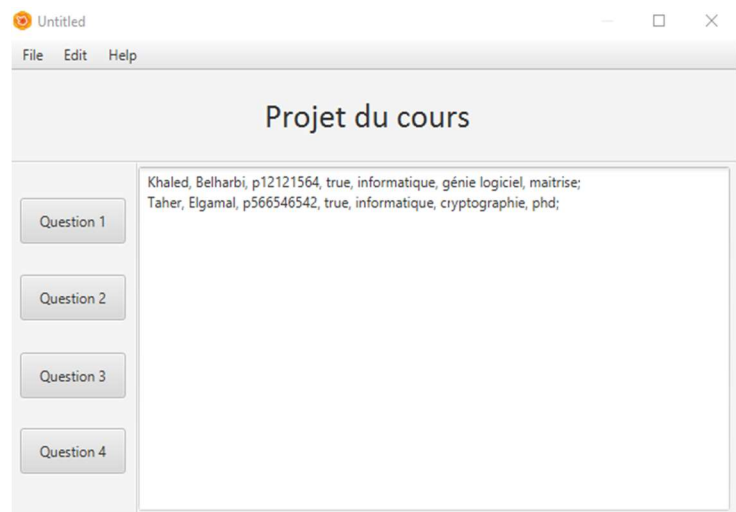 Untitled
File Edit Help
Projet du cours
Khaled, Belharbi, p12121564, true, informatique, génie logiciel, maitrise;
Taher, Elgamal, p566546542, true, informatique, cryptographie, phd;
Question 1
Question 2
Question 3
Question 4